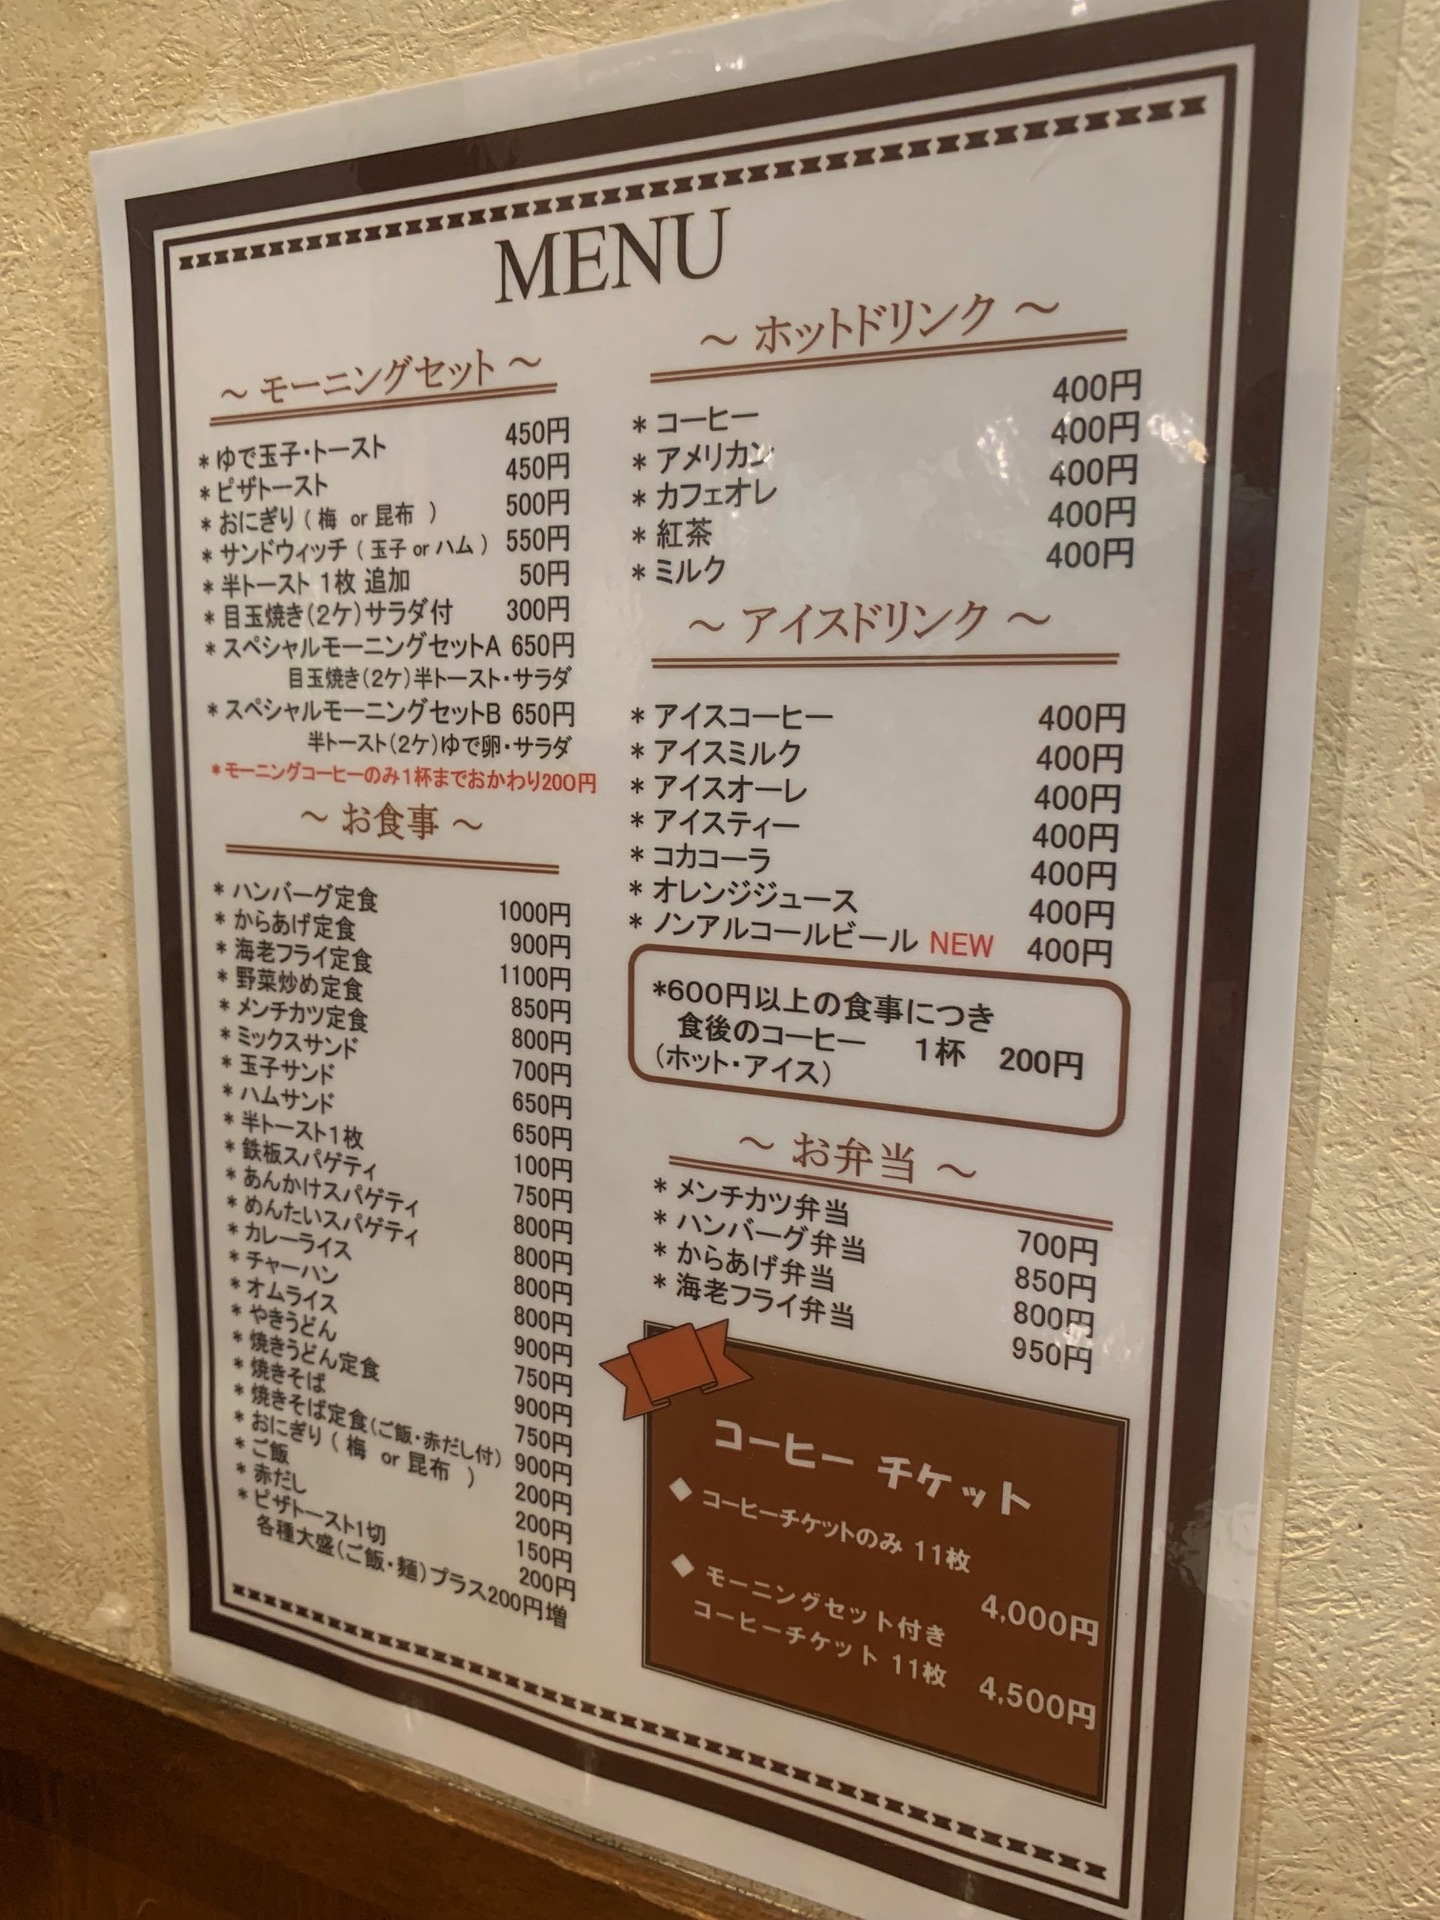 MENU
～ モーニングセット ～
* ゆで玉子・トースト 450円
* ピザトースト 450円
* おにぎり ( 梅 or 昆布 ) 500円
* サンドウィッチ ( 玉子 or ハム ) 550円
* 半トースト 1枚 追加 50円
* 目玉焼き(2ケ)サラダ付 300円
* スペシャルモーニングセットA 650円
目玉焼き(2ケ)半トースト・サラダ
* スペシャルモーニングセットB 650円
半トースト(2ケ)ゆで卵・サラダ
*モーニングコーヒーのみ1杯までおかわり200円
～ お食事 ～
* ハンバーグ定食 1000円
* からあげ定食 900円
* 海老フライ定食 1100円
* 野菜炒め定食 850円
* メンチカツ定食 800円
* ミックスサンド 700円
* 玉子サンド 650円
* ハムサンド 650円
* 半トースト1枚 100円
* 鉄板スパゲティ 750円
* あんかけスパゲティ 800円
* めんたいスパゲティ 800円
* カレーライス 800円
* チャーハン 800円
* オムライス 900円
* やきうどん 750円
* 焼きうどん定食 900円
* 焼きそば 750円
* 焼きそば定食(ご飯・赤だし付) 900円
* おにぎり ( 梅 or 昆布 ) 200円
* ご飯 200円
* 赤だし 150円
* ピザトースト1切 200円
各種大盛(ご飯・麺)プラス200円増
～ ホットドリンク ～
* コーヒー 400円
* アメリカン 400円
* カフェオレ 400円
* 紅茶 400円
* ミルク 400円
～ アイスドリンク ～
* アイスコーヒー 400円
* アイスミルク 400円
* アイスオーレ 400円
* アイスティー 400円
* コカコーラ 400円
* オレンジジュース 400円
* ノンアルコールビール NEW 400円
*600円以上の食事につき
食後のコーヒー 1杯 200円
(ホット・アイス)
～ お弁当 ～
* メンチカツ弁当 700円
* ハンバーグ弁当 850円
* からあげ弁当 800円
* 海老フライ弁当 950円
コーヒー チケット
◆ コーヒーチケットのみ 11枚
4,000円
◆ モーニングセット付き
コーヒーチケット 11枚 4,500円